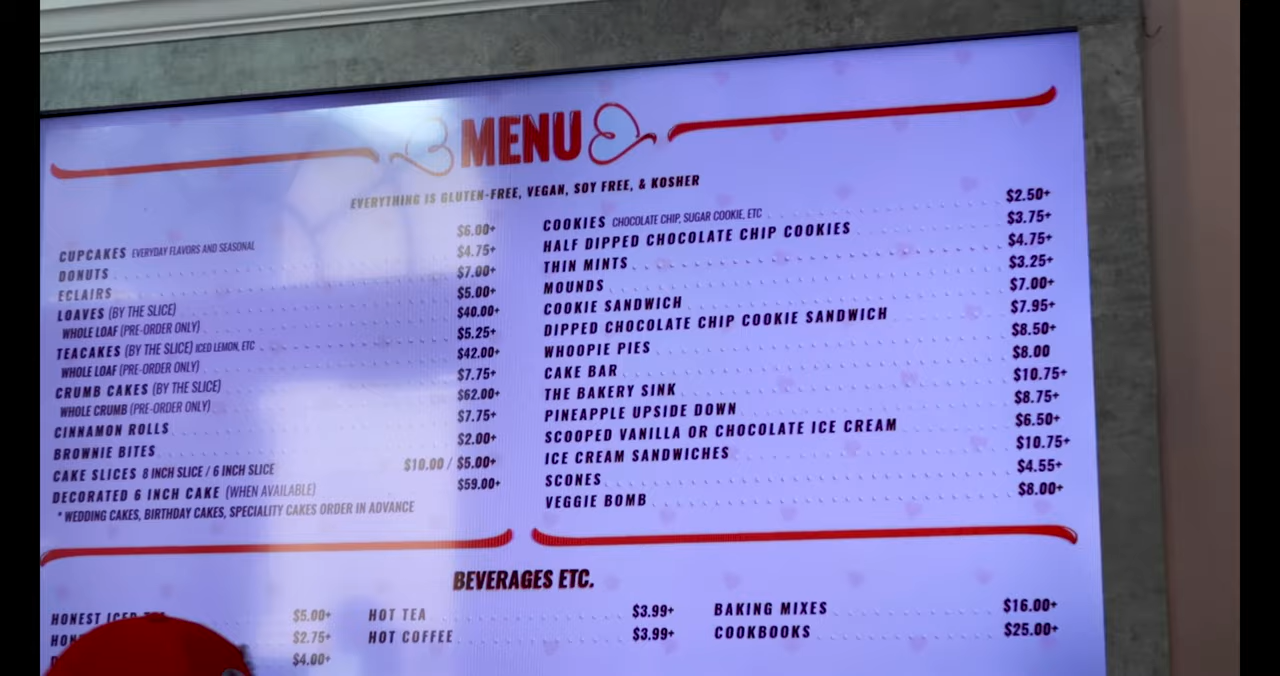 MENU
EVERYTHING IS GLUTEN-FREE, VEGAN, SOY FREE, & KOSHER
CUPCAKES EVERYDAY FLAVORS AND SEASONAL $6.00+
DONUTS $4.75+
ECLAIRS $7.00+
LOAVES (BY THE SLICE) $5.00+
WHOLE LOAF (PRE-ORDER ONLY) $40.00+
TEACAKES (BY THE SLICE) ICED LEMON, ETC $5.25+
WHOLE LOAF (PRE-ORDER ONLY) $42.00+
CRUMB CAKES (BY THE SLICE) $7.75+
WHOLE CRUMB (PRE-ORDER ONLY) $62.00+
CINNAMON ROLLS $7.75+
BROWNIE BITES $2.00+
CAKE SLICES 8 INCH SLICE / 6 INCH SLICE $10.00 / $5.00+
DECORATED 6 INCH CAKE (WHEN AVAILABLE) $59.00+
* WEDDING CAKES, BIRTHDAY CAKES, SPECIALITY CAKES ORDER IN ADVANCE
COOKIES CHOCOLATE CHIP, SUGAR COOKIE, ETC $2.50+
HALF DIPPED CHOCOLATE CHIP COOKIES $3.75+
THIN MINTS $4.75+
MOUNDS $3.25+
COOKIE SANDWICH $7.00+
DIPPED CHOCOLATE CHIP COOKIE SANDWICH $7.95+
WHOOPIE PIES $8.50+
CAKE BAR $8.00
THE BAKERY SINK $10.75+
PINEAPPLE UPSIDE DOWN $8.75+
SCOOPED VANILLA OR CHOCOLATE ICE CREAM $6.50+
ICE CREAM SANDWICHES $10.75+
SCONES $4.55+
VEGGIE BOMB $8.00+
BEVERAGES ETC.
HONEST ICED $5.00+
$2.75+
$4.00+
HOT TEA $3.99+
HOT COFFEE $3.99+
BAKING MIXES $16.00+
COOKBOOKS $25.00+